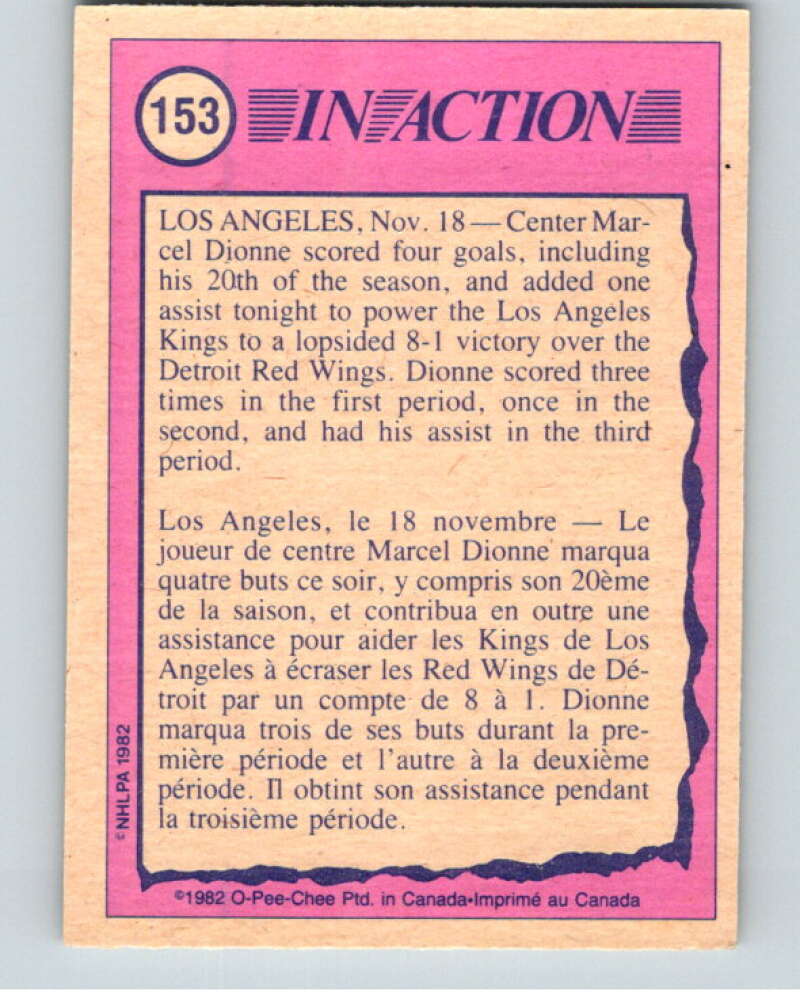 153 IN ACTION
LOS ANGELES, Nov. 18 — Center Mar-
cel Dionne scored four goals, including
his 20th of the season, and added one
assist tonight to power the Los Angeles
Kings to a lopsided 8-1 victory over the
Detroit Red Wings. Dionne scored three
times in the first period, once in the
second, and had his assist in the third
period.
Los Angeles, le 18 novembre — Le
joueur de centre Marcel Dionne marqua
quatre buts ce soir, y compris son 20ème
de la saison, et contribua en outre une
assistance pour aider les Kings de Los
Angeles à écraser les Red Wings de Dé-
troit par un compte de 8 à 1. Dionne
marqua trois de ses buts durant la pre-
mière période et l'autre à la deuxième
période. Il obtint son assistance pendant
la troisième période.
©NHLPA 1982
©1982 O-Pee-Chee Ptd. in Canada•Imprimé au Canada